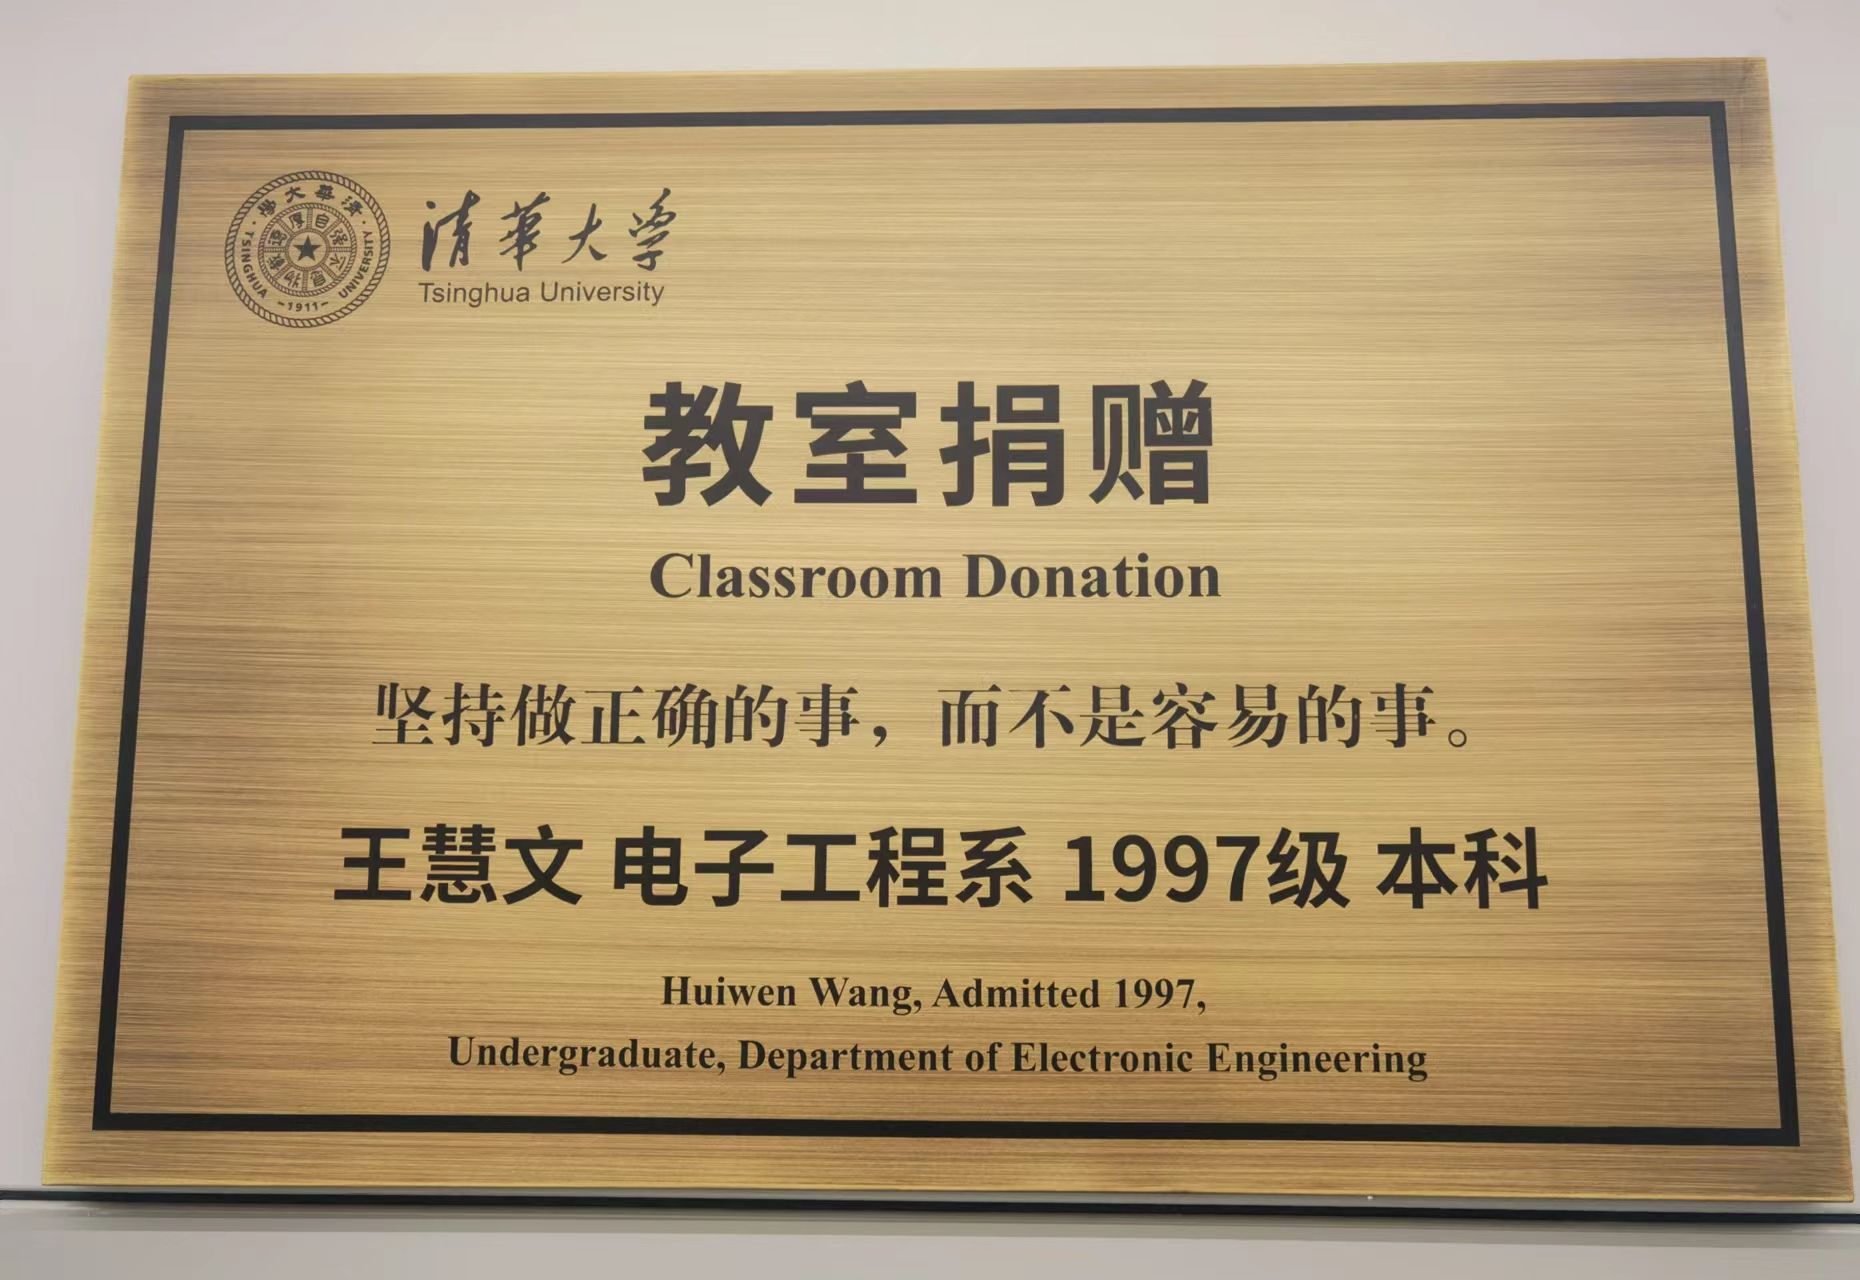 清華大学
Tsinghua University
學大華清
自强不息
厚德載物
TSINGHUA UNIVERSITY
-1911-
教室捐赠
Classroom Donation
坚持做正确的事，而不是容易的事。
王慧文 电子工程系 1997级 本科
Huiwen Wang, Admitted 1997,
Undergraduate, Department of Electronic Engineering